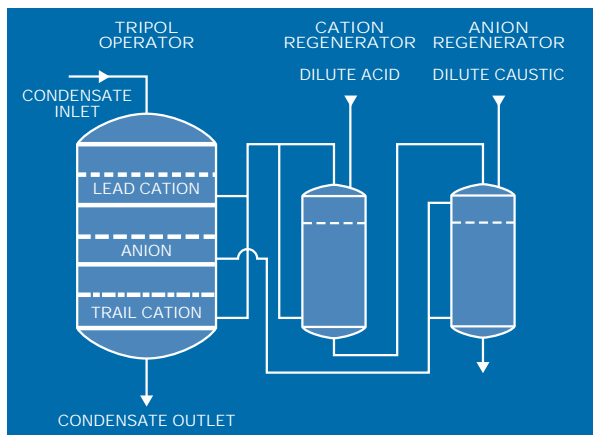 TRIPOL
OPERATOR
CATION
REGENERATOR
ANION
REGENERATOR
DILUTE ACID
DILUTE CAUSTIC
CONDENSATE
INLET
LEAD CATION
ANION
TRAIL CATION
CONDENSATE OUTLET